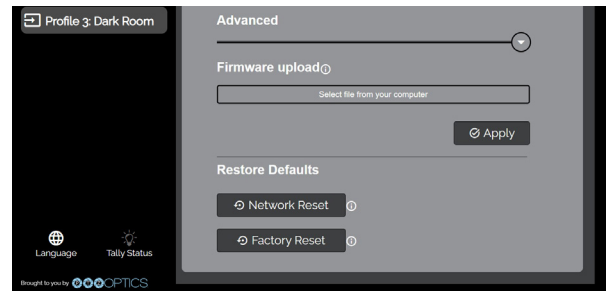 Profile 3: Dark Room
Advanced
Firmware upload
Select file from your computer
Apply
Restore Defaults
Network Reset
Factory Reset
Language
Tally Status
Brought to you by PTZOPTICS